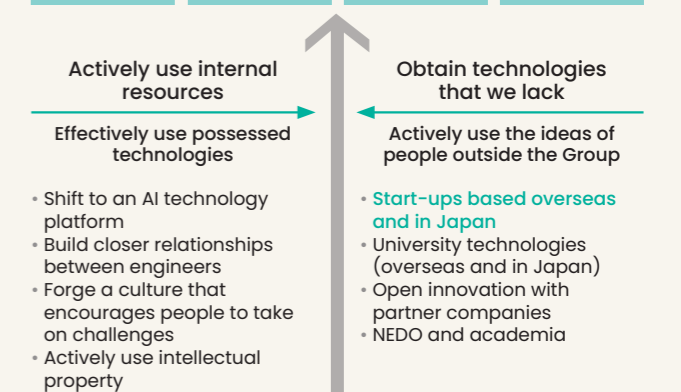 Actively use internal
resources
Effectively use possessed
technologies
• Shift to an AI technology
platform
• Build closer relationships
between engineers
• Forge a culture that
encourages people to take
on challenges
• Actively use intellectual
property
Obtain technologies
that we lack
Actively use the ideas of
people outside the Group
• Start-ups based overseas
and in Japan
• University technologies
(overseas and in Japan)
• Open innovation with
partner companies
• NEDO and academia